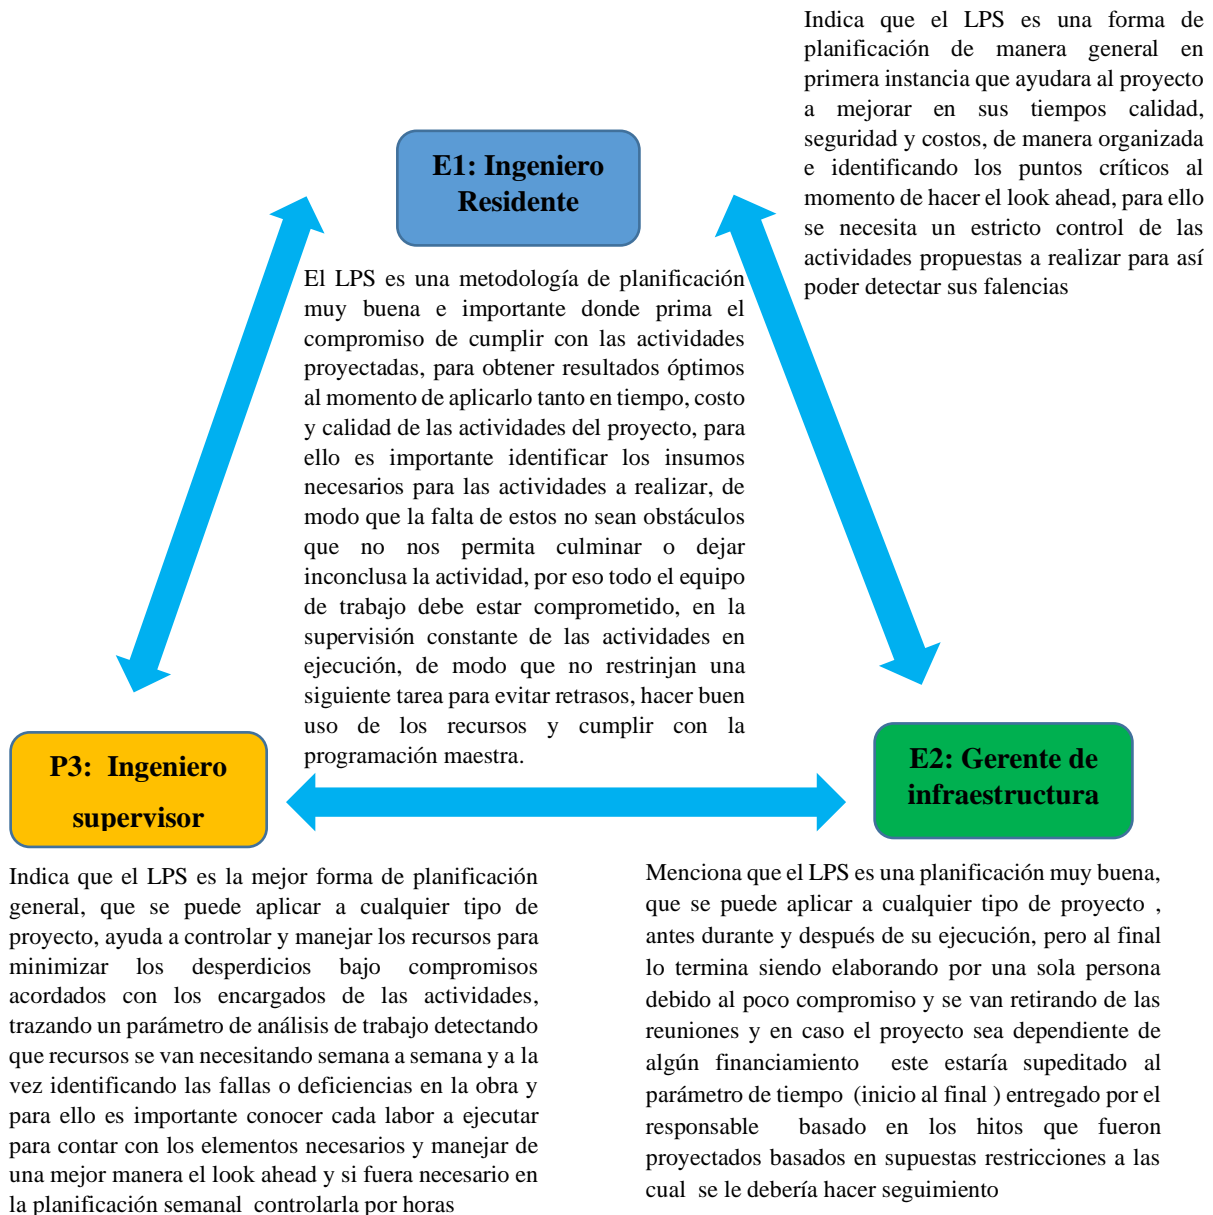 Indica que el LPS es una forma de
planificación de manera general en
primera instancia que ayudara al proyecto
a mejorar en sus tiempos calidad,
seguridad y costos, de manera organizada
e identificando los puntos críticos al
momento de hacer el look ahead, para ello
se necesita un estricto control de las
actividades propuestas a realizar para así
poder detectar sus falencias
E1: Ingeniero
Residente
El LPS es una metodología de planificación
muy buena e importante donde prima el
compromiso de cumplir con las actividades
proyectadas, para obtener resultados óptimos
al momento de aplicarlo tanto en tiempo, costo
y calidad de las actividades del proyecto, para
ello es importante identificar los insumos
necesarios para las actividades a realizar, de
modo que la falta de estos no sean obstáculos
que no nos permita culminar o dejar
inconclusa la actividad, por eso todo el equipo
de trabajo debe estar comprometido, en la
supervisión constante de las actividades en
ejecución, de modo que no restrinjan una
siguiente tarea para evitar retrasos, hacer buen
uso de los recursos y cumplir con la
programación maestra.
P3: Ingeniero
supervisor
E2: Gerente de
infraestructura
Indica que el LPS es la mejor forma de planificación
general, que se puede aplicar a cualquier tipo de
proyecto, ayuda a controlar y manejar los recursos para
minimizar los desperdicios bajo compromisos
acordados con los encargados de las actividades,
trazando un parámetro de análisis de trabajo detectando
que recursos se van necesitando semana a semana y a la
vez identificando las fallas o deficiencias en la obra y
para ello es importante conocer cada labor a ejecutar
para contar con los elementos necesarios y manejar de
una mejor manera el look ahead y si fuera necesario en
la planificación semanal controlarla por horas
Menciona que el LPS es una planificación muy buena,
que se puede aplicar a cualquier tipo de proyecto ,
antes durante y después de su ejecución, pero al final
lo termina siendo elaborando por una sola persona
debido al poco compromiso y se van retirando de las
reuniones y en caso el proyecto sea dependiente de
algún financiamiento este estaría supeditado al
parámetro de tiempo (inicio al final ) entregado por el
responsable basado en los hitos que fueron
proyectados basados en supuestas restricciones a las
cual se le debería hacer seguimiento